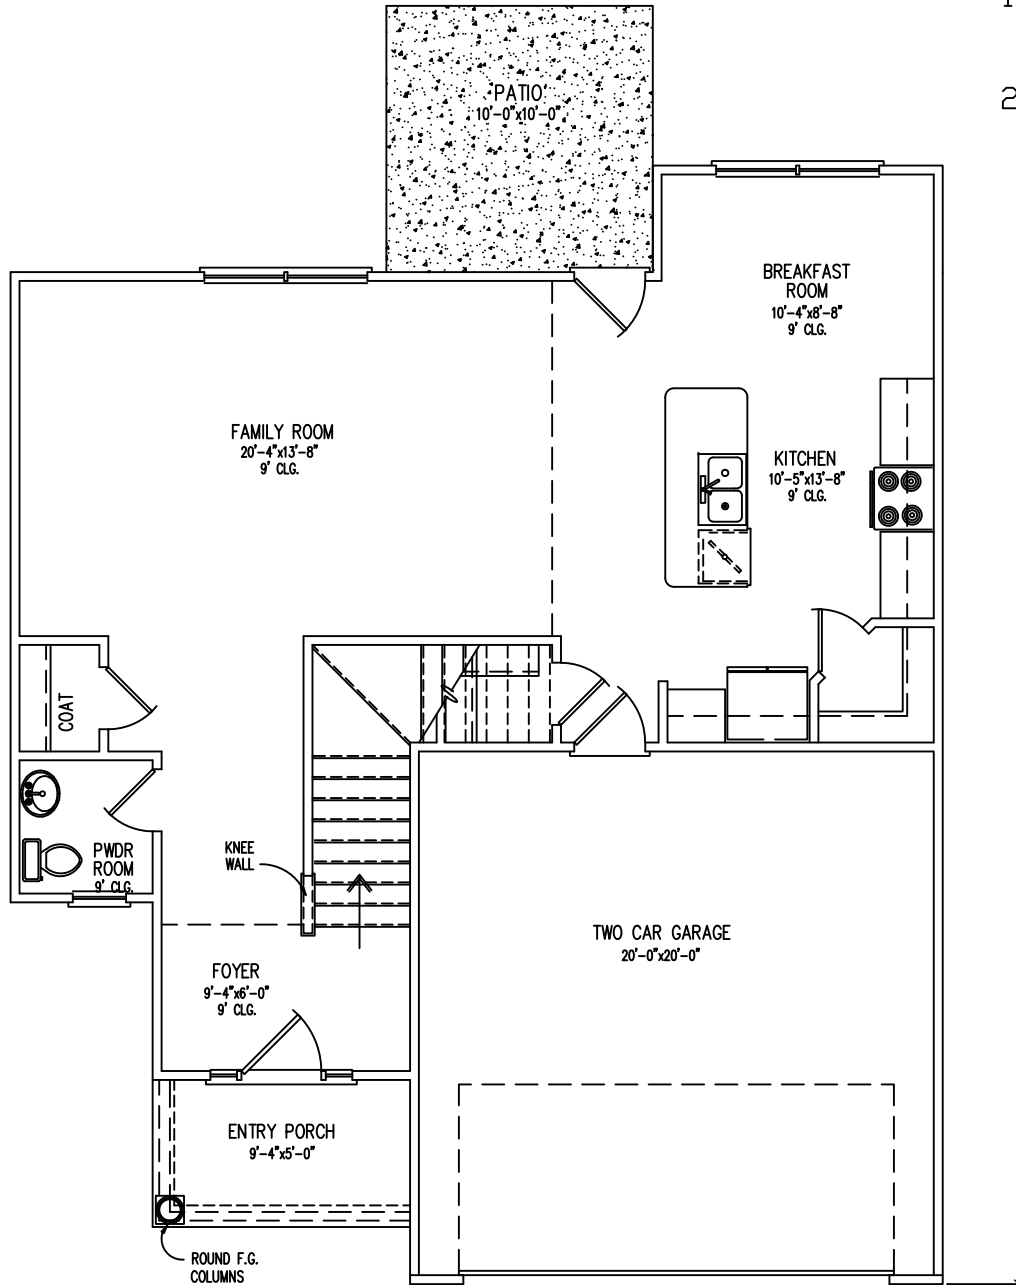 PATIO
10'-0"x10'-0"
BREAKFAST
ROOM
10'-4"x8'-8"
9' CLG.
FAMILY ROOM
20'-4"x13'-8"
9' CLG.
KITCHEN
10'-5"x13'-8"
9' CLG.
COAT
PWDR
ROOM
9' CLG.
KNEE
WALL
TWO CAR GARAGE
20'-0"x20'-0"
FOYER
9'-4"x6'-0"
9' CLG.
ENTRY PORCH
9'-4"x5'-0"
ROUND F.G.
COLUMNS